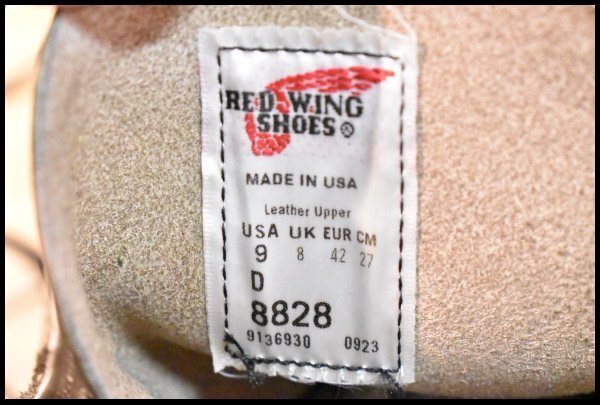 RED WING
SHOES®
MADE IN USA
Leather Upper
USA UK EUR CM
9 8 42 27
D
8828
9136930 0923